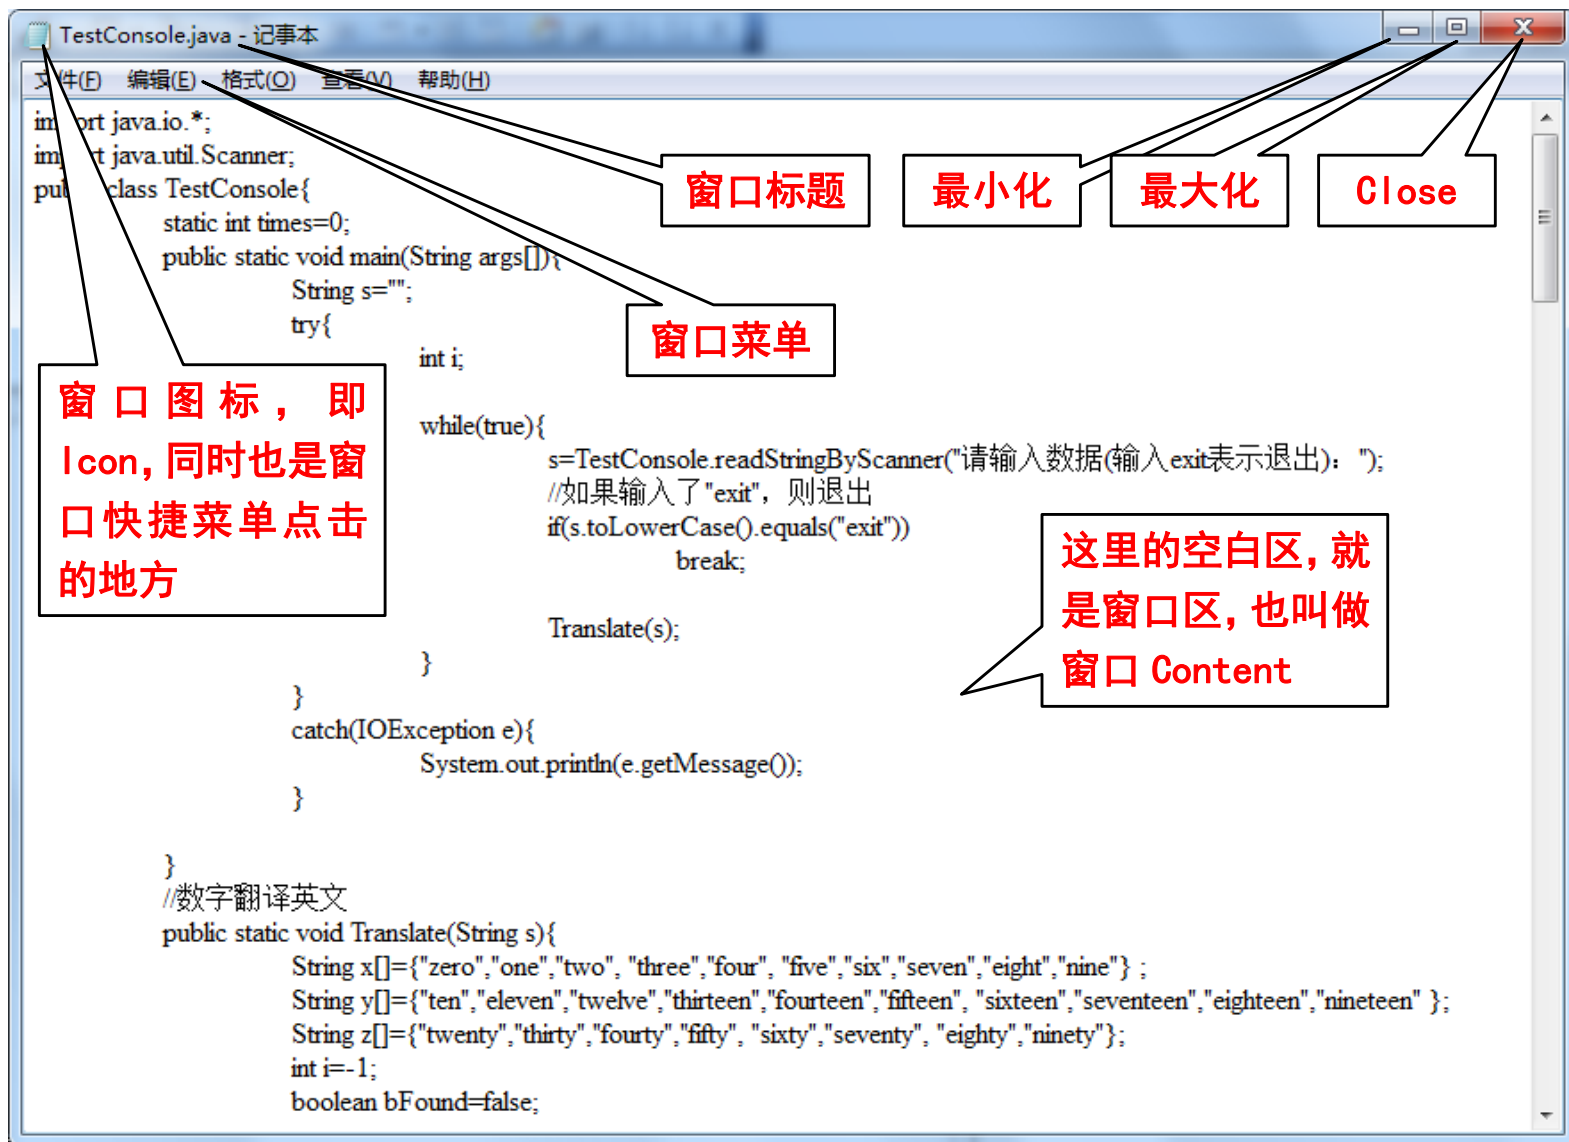 TestConsole.java - 记事本
文件(F) 编辑(E) 格式(O) 查看(V) 帮助(H)
import java.io.*;
import java.util.Scanner;
public class TestConsole{
static int times=0;
public static void main(String args[]){
String s="";
try{
int i;
while(true){
s=TestConsole.readStringByScanner("请输入数据(输入exit表示退出)：");
//如果输入了"exit"，则退出
if(s.toLowerCase().equals("exit"))
break;
Translate(s);
}
}
catch(IOException e){
System.out.println(e.getMessage());
}
}
//数字翻译英文
public static void Translate(String s){
String x[]={"zero","one","two", "three","four", "five","six","seven","eight","nine"} ;
String y[]={"ten","eleven","twelve","thirteen","fourteen","fifteen", "sixteen","seventeen","eighteen","nineteen" };
String z[]={"twenty","thirty","fourty","fifty", "sixty","seventy", "eighty","ninety"};
int i=-1;
boolean bFound=false;
窗口标题
最小化
最大化
Close
窗口菜单
窗口图标，即
Icon，同时也是窗
口快捷菜单点击
的地方
这里的空白区，就
是窗口区，也叫做
窗口 Content